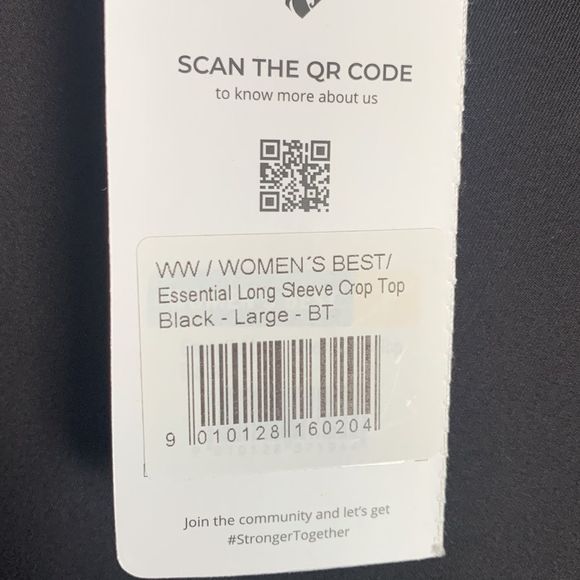 SCAN THE QR CODE
to know more about us
WW / WOMEN´S BEST/
Essential Long Sleeve Crop Top
Black - Large - BT
9 010128 160204
Join the community and let's get
#StrongerTogether